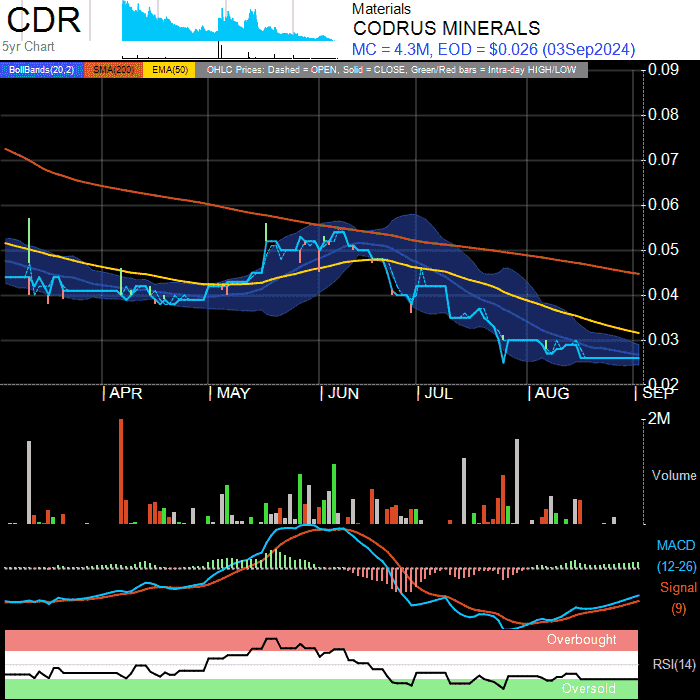 CDR
5yr Chart
Materials
CODRUS MINERALS
MC = 4.3M, EOD = $0.026 (03Sep2024)
BollBands(20,2) SMA(200) EMA(50) OHLC Prices: Dashed = OPEN, Solid = CLOSE, Green/Red bars = Intra-day HIGH/LOW
0.09
0.08
0.07
0.06
0.05
0.04
0.03
0.02
APR MAY JUN JUL AUG SEP
2M
Volume
MACD
(12-26)
Signal
(9)
Overbought
RSI(14)
Oversold